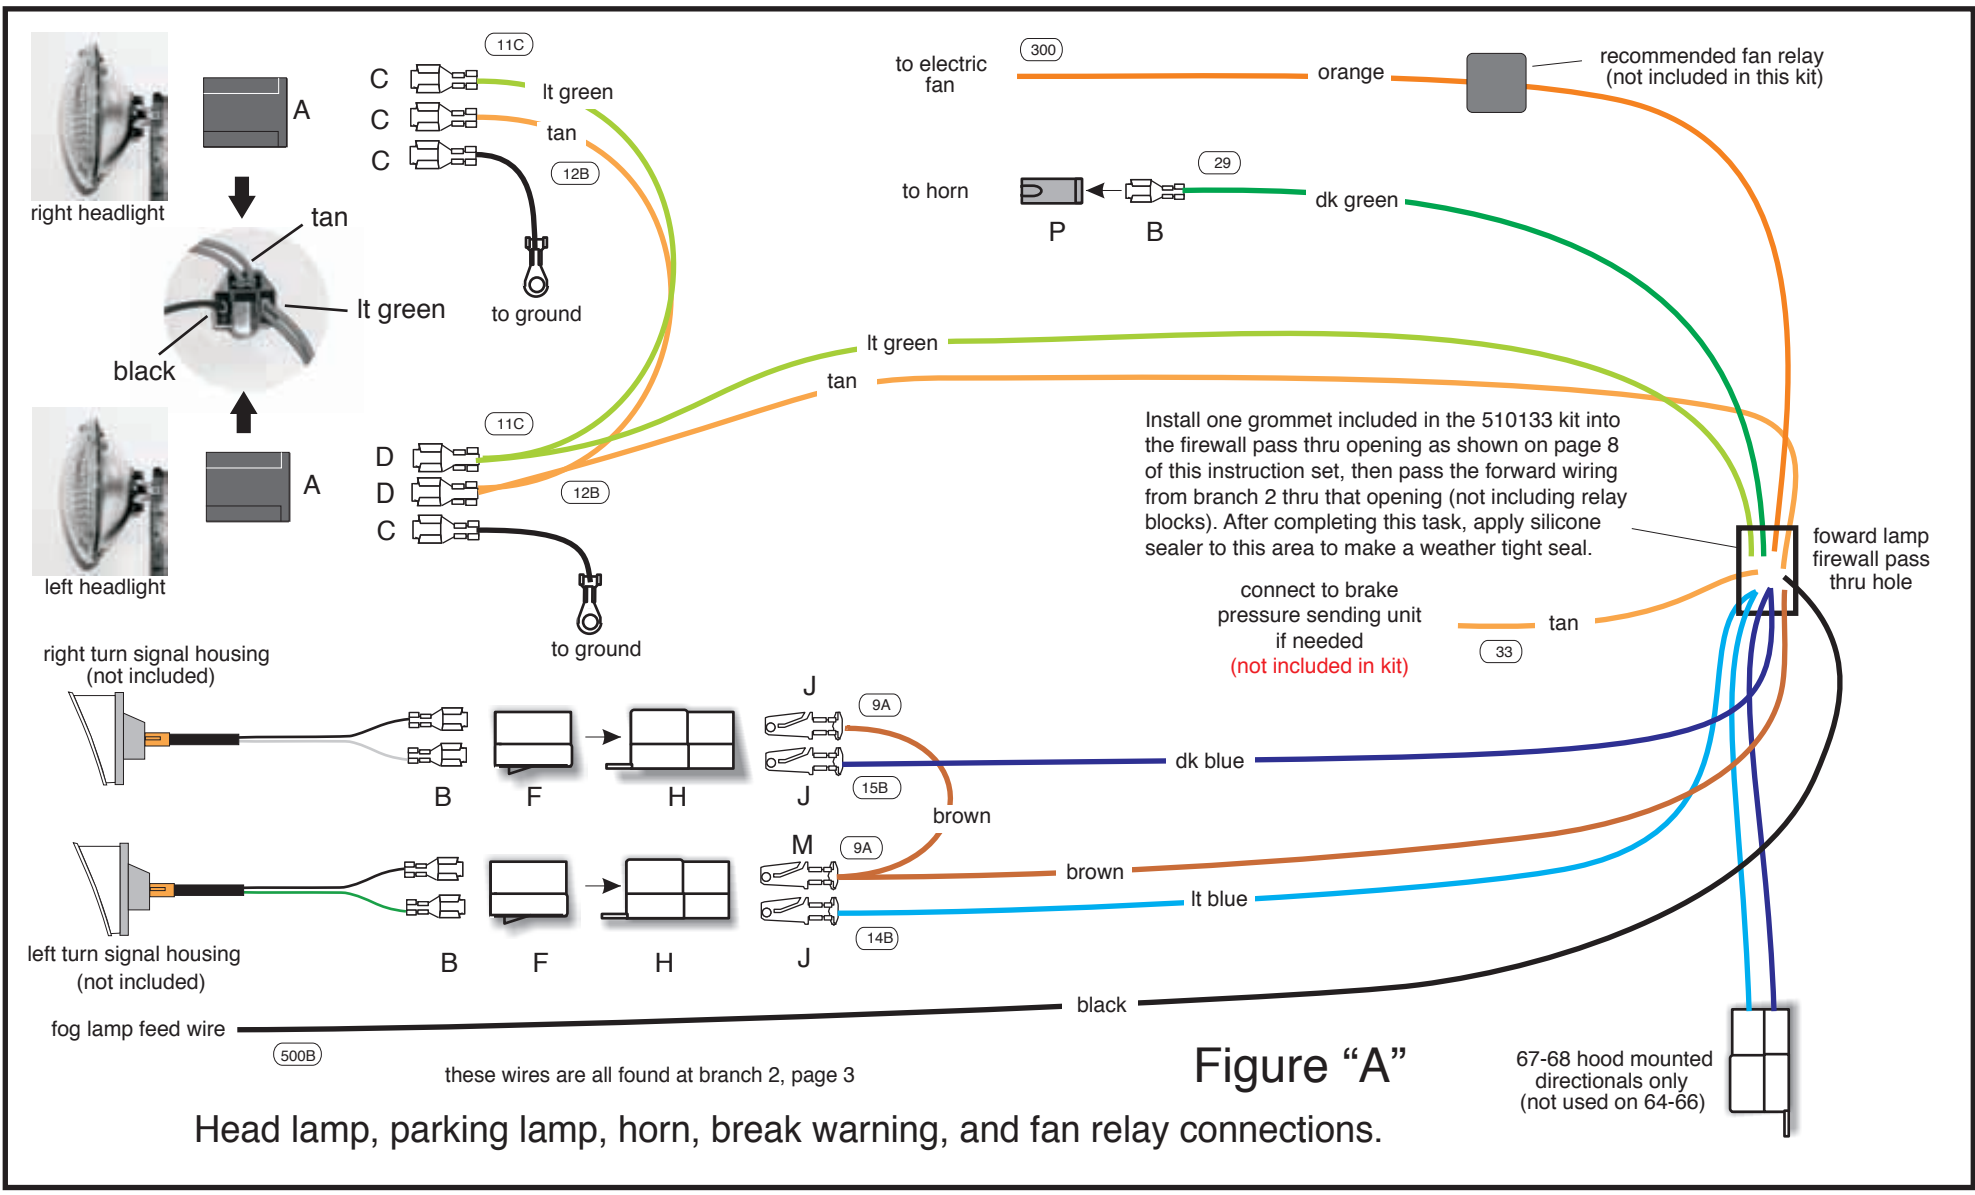 11C
C
lt green
A
C
tan
C
12B
right headlight
tan
lt green
black
to ground
300
to electric
fan
orange
recommended fan relay
(not included in this kit)
29
to horn
dk green
P
B
lt green
tan
11C
D
A
D
12B
C
left headlight
to ground
Install one grommet included in the 510133 kit into
the firewall pass thru opening as shown on page 8
of this instruction set, then pass the forward wiring
from branch 2 thru that opening (not including relay
blocks). After completing this task, apply silicone
sealer to this area to make a weather tight seal.
foward lamp
firewall pass
thru hole
connect to brake
pressure sending unit
if needed
(not included in kit)
tan
33
right turn signal housing
(not included)
J
9A
B
F
H
J
15B
dk blue
brown
M
9A
brown
lt blue
14B
left turn signal housing
(not included)
B
F
H
J
fog lamp feed wire
500B
black
these wires are all found at branch 2, page 3
Figure “A”
67-68 hood mounted
directionals only
(not used on 64-66)
Head lamp, parking lamp, horn, break warning, and fan relay connections.